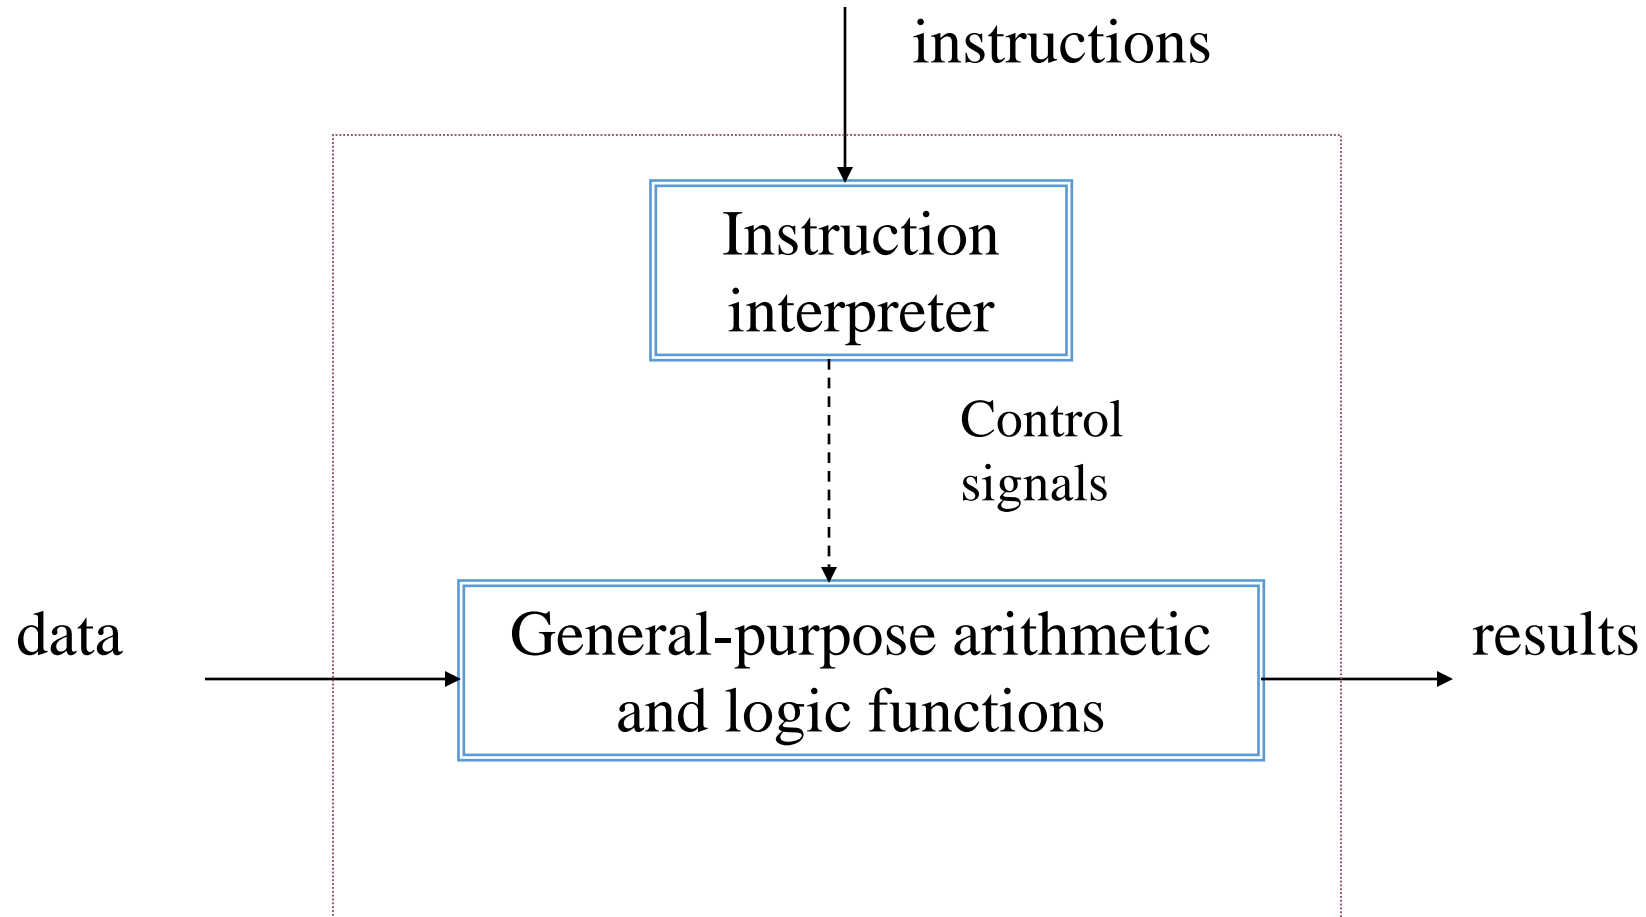 instructions
Instruction
interpreter
Control
signals
data
General-purpose arithmetic
and logic functions
results